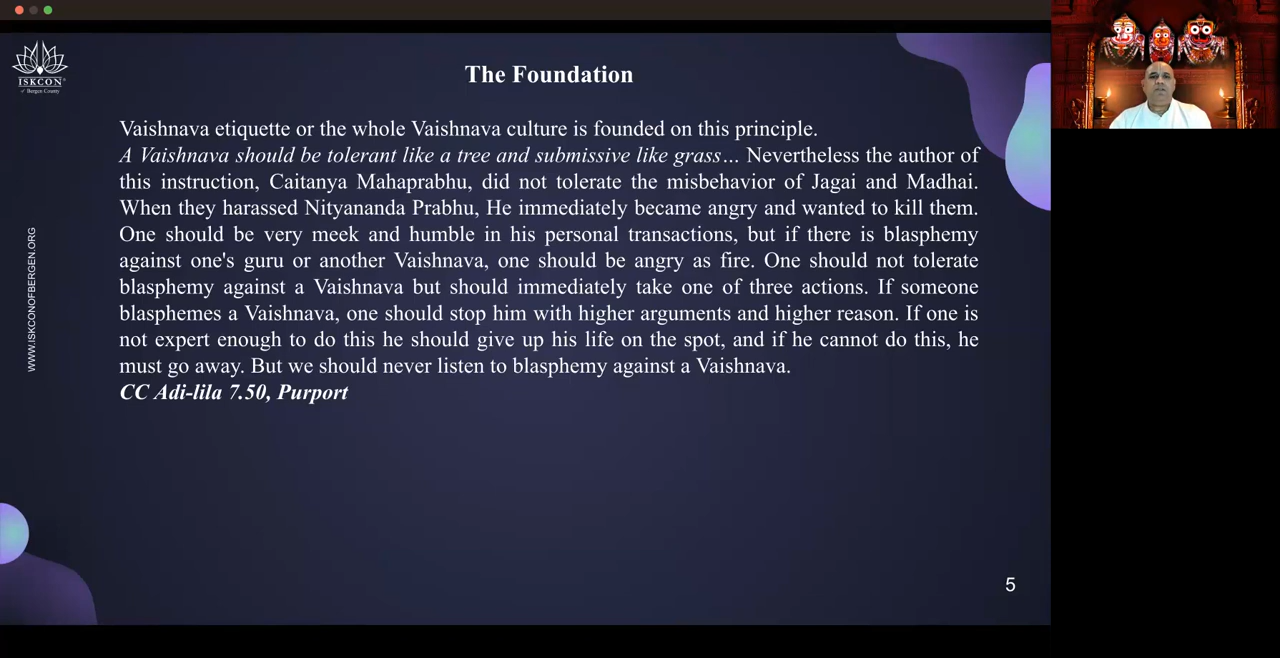 ISKCON
of Bergen County
WWW.ISKCONOFBERGEN.ORG
The Foundation
Vaishnava etiquette or the whole Vaishnava culture is founded on this principle.
A Vaishnava should be tolerant like a tree and submissive like grass... Nevertheless the author of
this instruction, Caitanya Mahaprabhu, did not tolerate the misbehavior of Jagai and Madhai.
When they harassed Nityananda Prabhu, He immediately became angry and wanted to kill them.
One should be very meek and humble in his personal transactions, but if there is blasphemy
against one's guru or another Vaishnava, one should be angry as fire. One should not tolerate
blasphemy against a Vaishnava but should immediately take one of three actions. If someone
blasphemes a Vaishnava, one should stop him with higher arguments and higher reason. If one is
not expert enough to do this he should give up his life on the spot, and if he cannot do this, he
must go away. But we should never listen to blasphemy against a Vaishnava.
CC Adi-lila 7.50, Purport
5